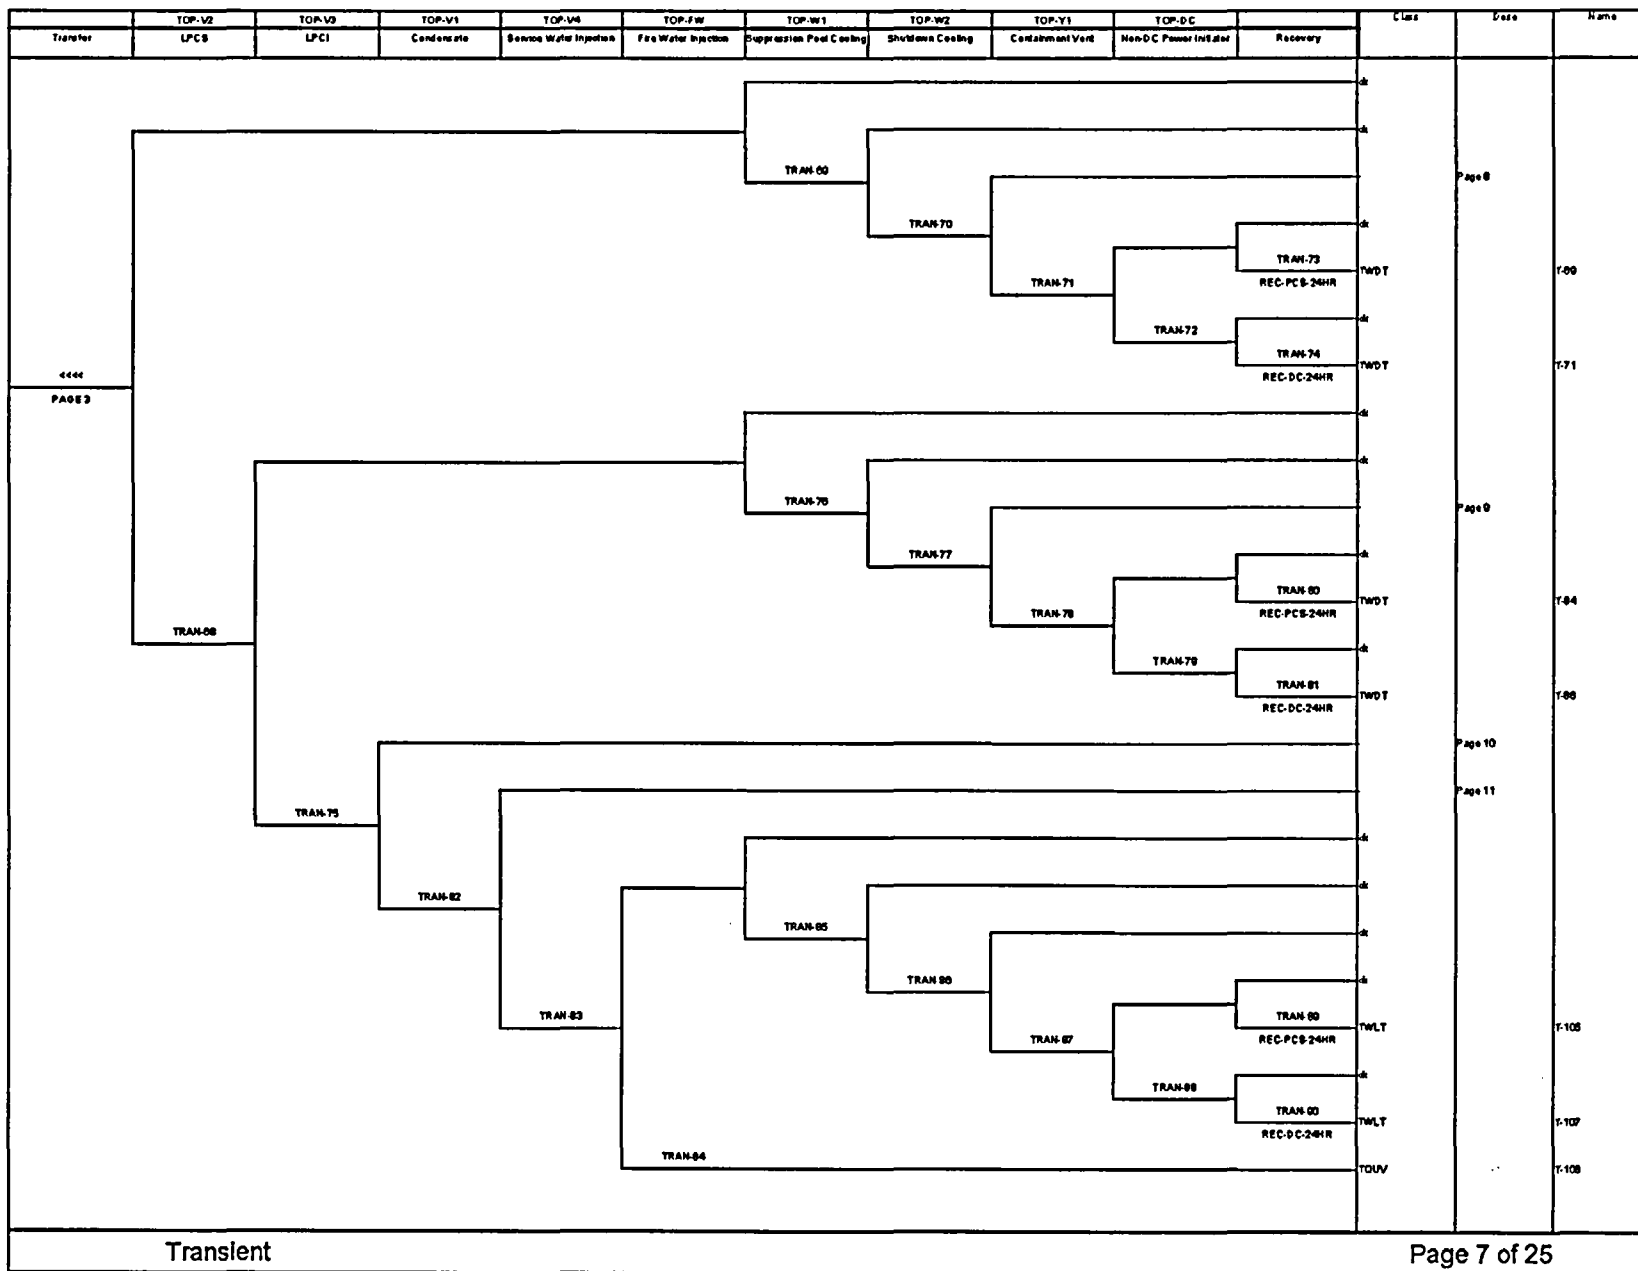 TOP-V2 TOP-V3 TOP-V1 TOP-V4 TOP-FW TOP-W1 TOP-W2 TOP-Y1 TOP-DC Class Name
Transfer LPCS LPCI Condensate Service Water Injection Fire Water Injection Suppression Pool Cooling Shutdown Cooling Containment Vent Non-DC Power Initiator Recovery
ok
ok
TRAN-69
Page 8
TRAN-70
ok
TRAN-73
TWDT
REC-PCS-24HR
TRAN-71
ok
TRAN-72
TRAN-74
TWDT T-71
REC-DC-24HR
<<<<
PAGE 3
ok
ok
TRAN-76
Page 9
TRAN-77
ok
TRAN-80
TWDT
REC-PCS-24HR
TRAN-78
TRAN-68
ok
TRAN-79
TRAN-81
TWDT
REC-DC-24HR
Page 10
Page 11
TRAN-75
ok
ok
TRAN-82
TRAN-85
ok
TRAN-86
ok
TRAN-83
TRAN-89
TWLT
REC-PCS-24HR
TRAN-87
ok
TRAN-88
TRAN-90
TWLT T-107
REC-DC-24HR
TRAN-84
TQUV T-108
Transient Page 7 of 25